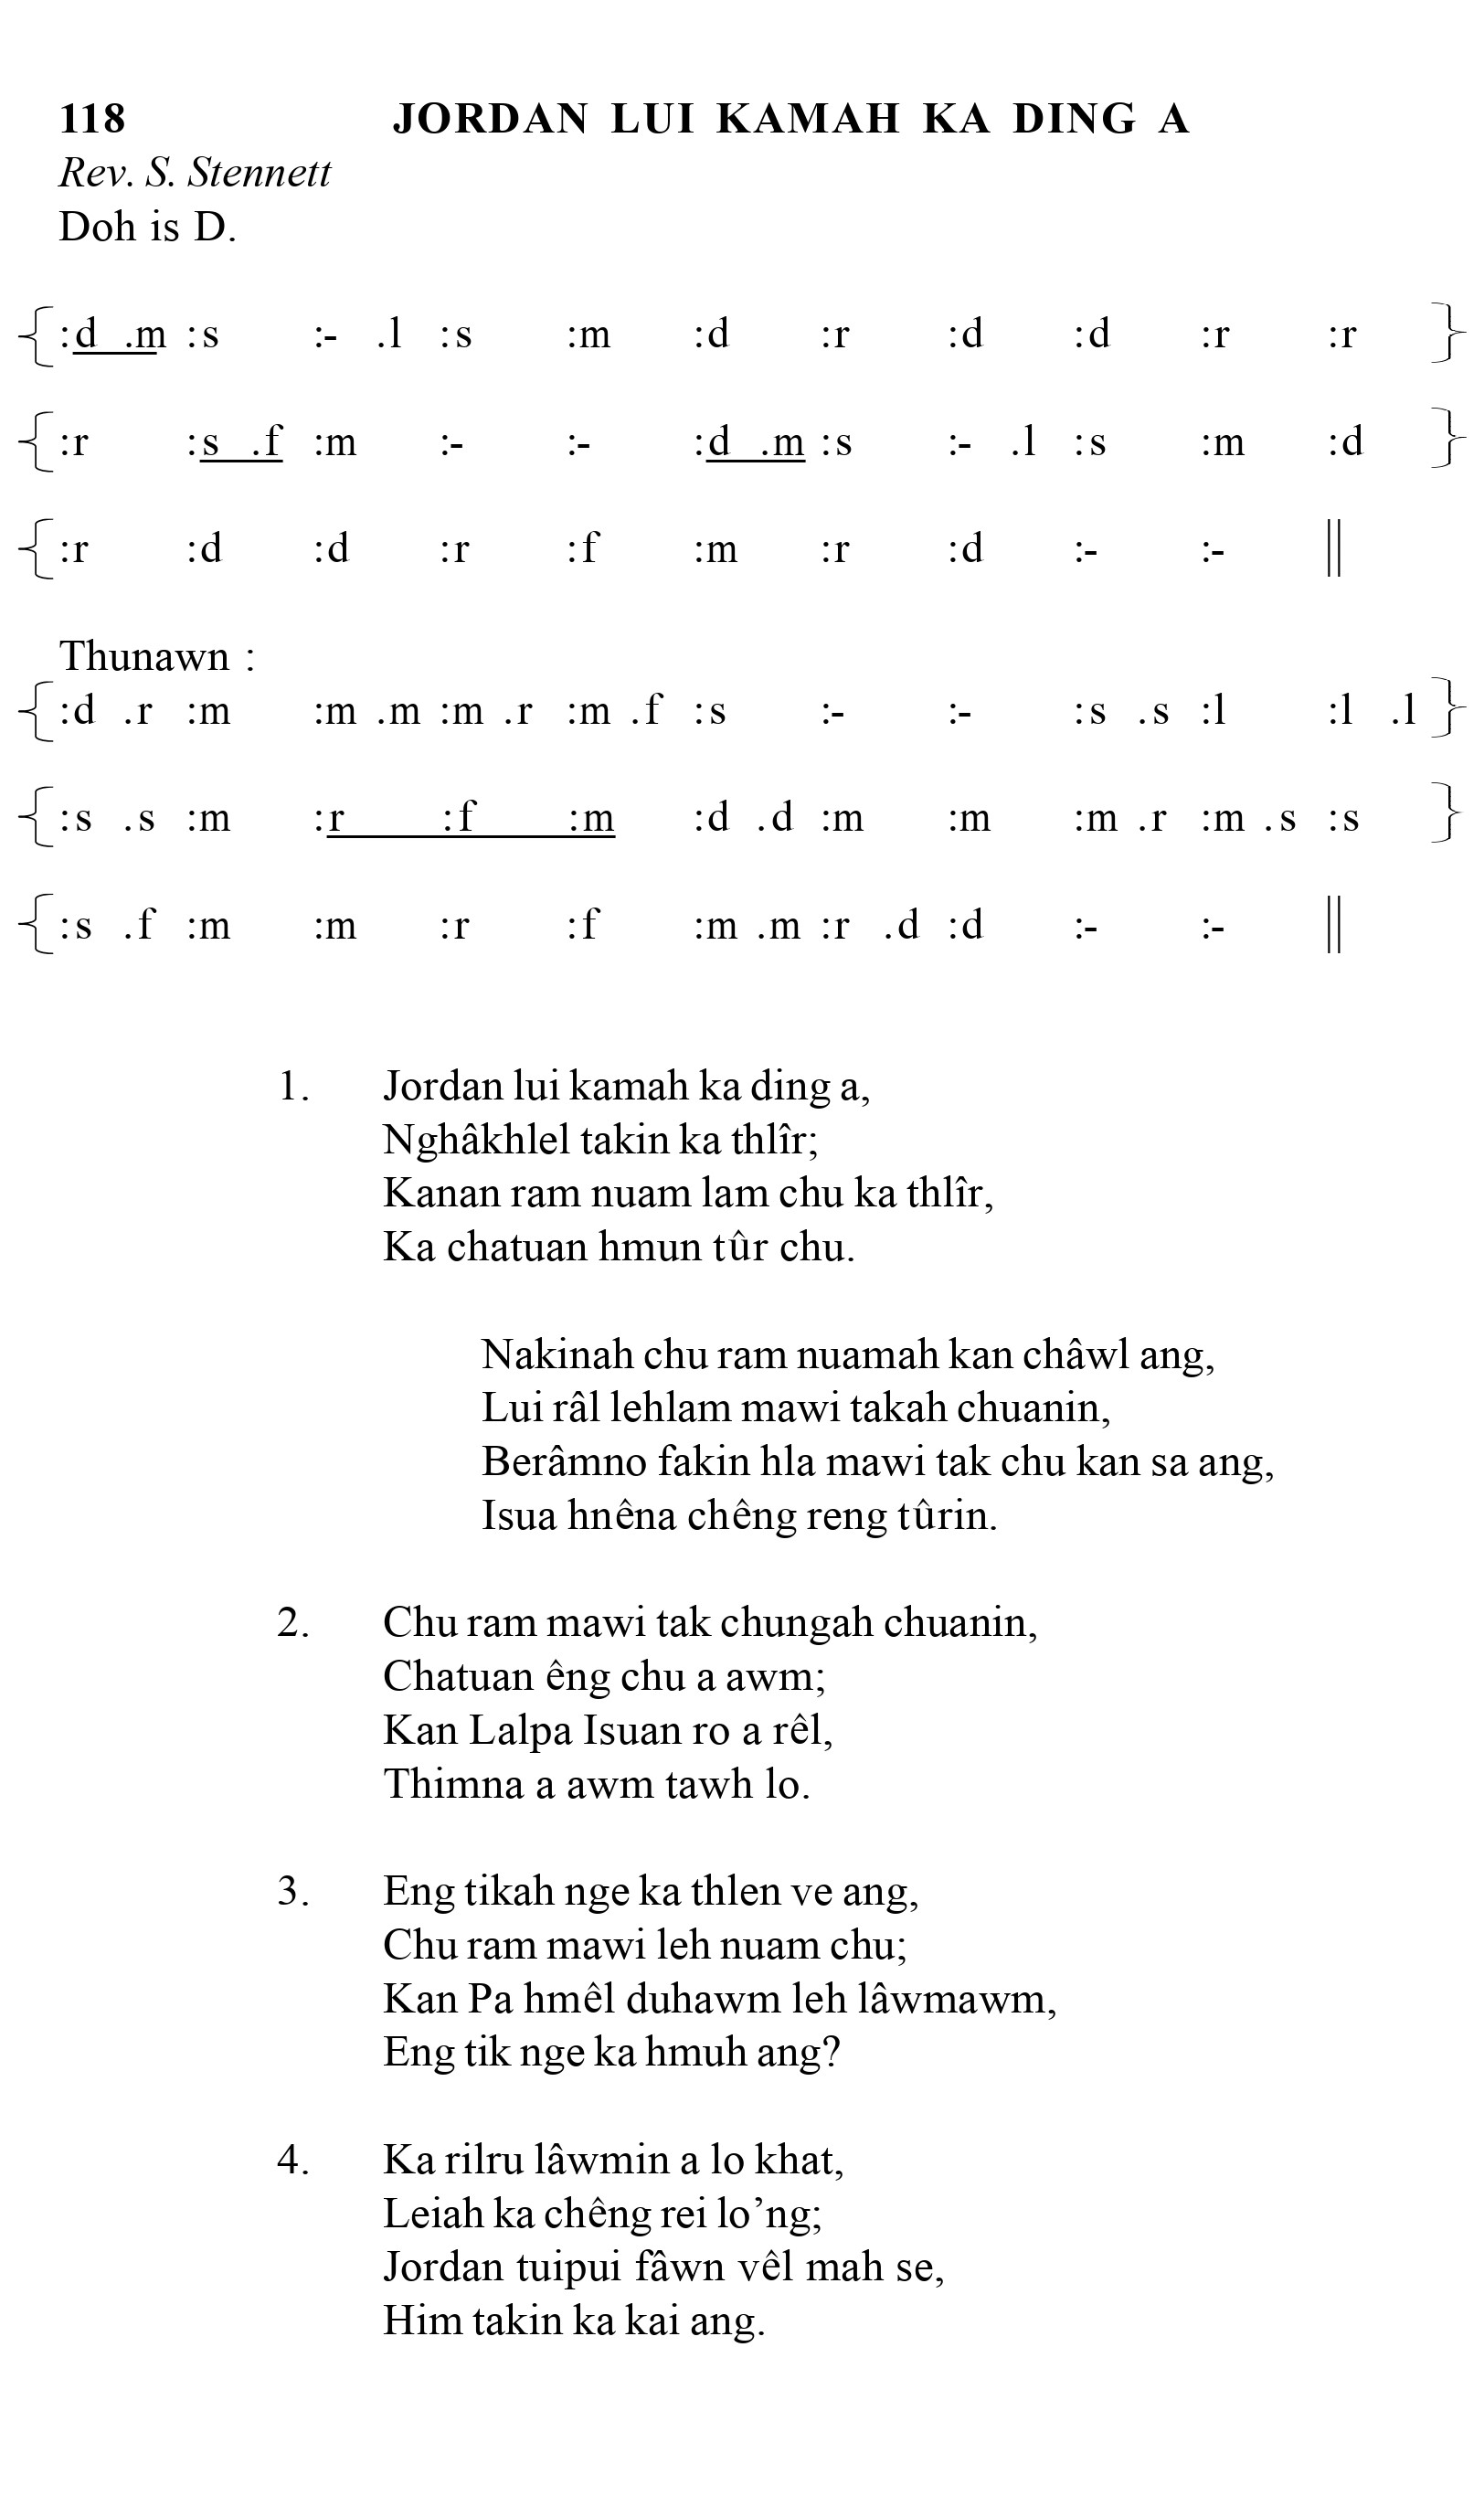 118 JORDAN LUI KAMAH KA DING A
Rev. S. Stennett
Doh is D.
{:d .m :s :- .l :s :m :d :r :d :d :r :r }
{:r :s .f :m :- :- :d .m :s :- .l :s :m :d }
{:r :d :d :r :f :m :r :d :- :- ||
Thunawn :
{:d .r :m :m .m :m .r :m .f :s :- :- :s .s :l :l .l }
{:s .s :m :r :f :m :d .d :m :m :m .r :m .s :s }
{:s .f :m :m :r :f :m .m :r .d :d :- :- ||
1. Jordan lui kamah ka ding a,
Nghâkhlel takin ka thlîr;
Kanan ram nuam lam chu ka thlîr,
Ka chatuan hmun tûr chu.
Nakinah chu ram nuamah kan châwl ang,
Lui râl lehlam mawi takah chuanin,
Berâmno fakin hla mawi tak chu kan sa ang,
Isua hnêna chêng reng tûrin.
2. Chu ram mawi tak chungah chuanin,
Chatuan êng chu a awm;
Kan Lalpa Isuan ro a rêl,
Thimna a awm tawh lo.
3. Eng tikah nge ka thlen ve ang,
Chu ram mawi leh nuam chu;
Kan Pa hmêl duhawm leh lâwmawm,
Eng tik nge ka hmuh ang?
4. Ka rilru lâwmin a lo khat,
Leiah ka chêng rei lo’ng;
Jordan tuipui fâwn vêl mah se,
Him takin ka kai ang.